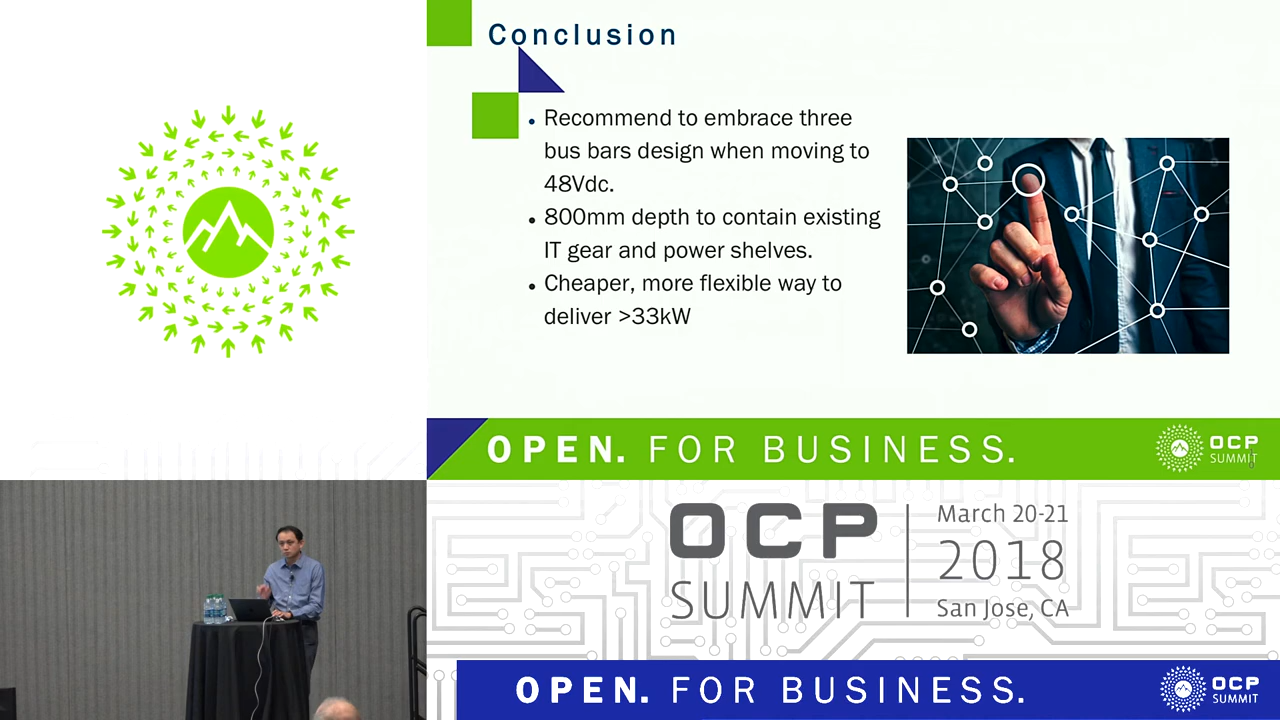 Conclusion
• Recommend to embrace three
bus bars design when moving to
48Vdc.
• 800mm depth to contain existing
IT gear and power shelves.
• Cheaper, more flexible way to
deliver >33kW
OPEN. FOR BUSINESS.
OCP
SUMMIT
OCP
SUMMIT
March 20-21
2018
San Jose, CA
OPEN. FOR BUSINESS.
OCP
SUMMIT